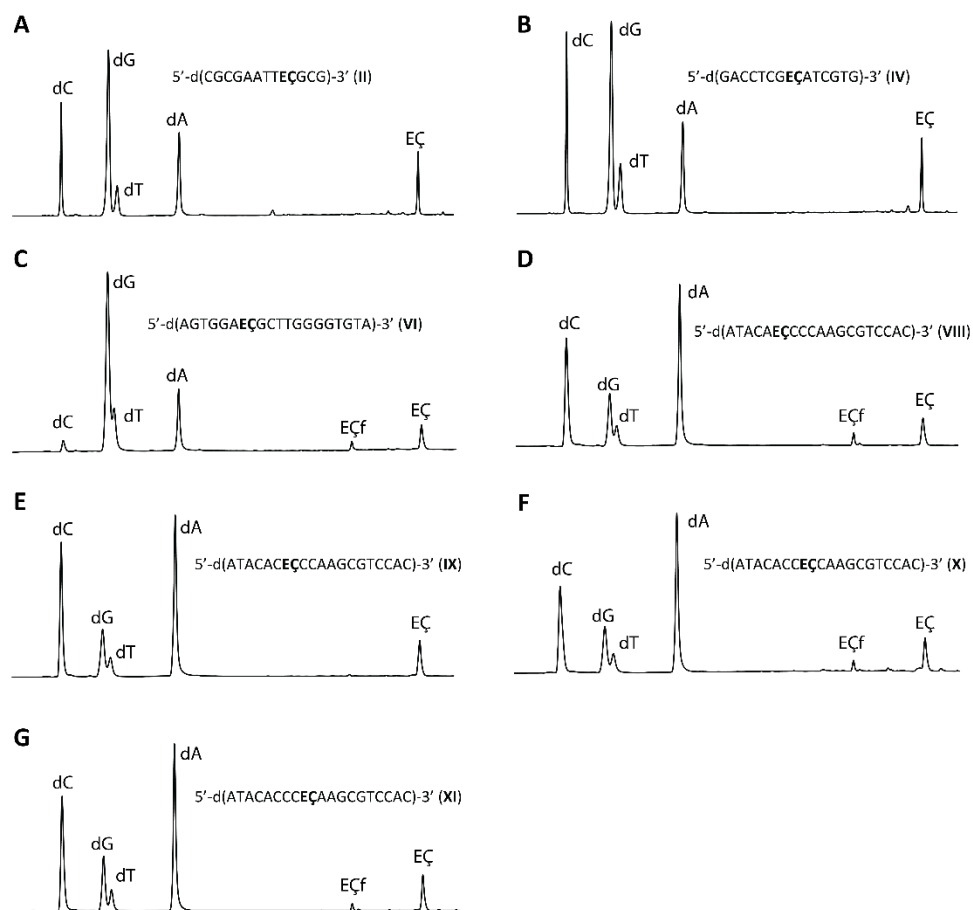 A
dC
dG
dT
5’-d(CGCGAATTEÇGCG)-3’ (II)
dA
EÇ
B
dC
dG
dT
5’-d(GACCTCGEÇATCGTG)-3’ (IV)
dA
EÇ
C
dG
5’-d(AGTGGAEÇGCTTGGGGTGTA)-3’ (VI)
dC
dT
dA
EÇf
EÇ
D
dA
5’-d(ATACAEÇCCCAAGCGTCCAC)-3’ (VIII)
dC
dG
dT
EÇf
EÇ
E
dC
dA
5’-d(ATACACEÇCCAAGCGTCCAC)-3’ (IX)
dG
dT
EÇ
F
dA
5’-d(ATACACCEÇCAAGCGTCCAC)-3’ (X)
dC
dG
dT
EÇf
EÇ
G
dA
dC
5’-d(ATACACCCEÇAAGCGTCCAC)-3’ (XI)
dG
dT
EÇf
EÇ